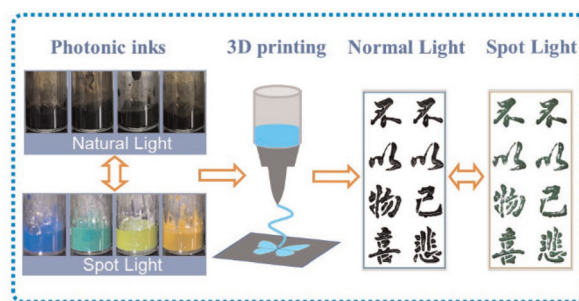 Photonic inks
Natural Light
Spot Light
3D printing
Normal Light
不以物喜
不以己悲
Spot Light
不以物喜
不以己悲